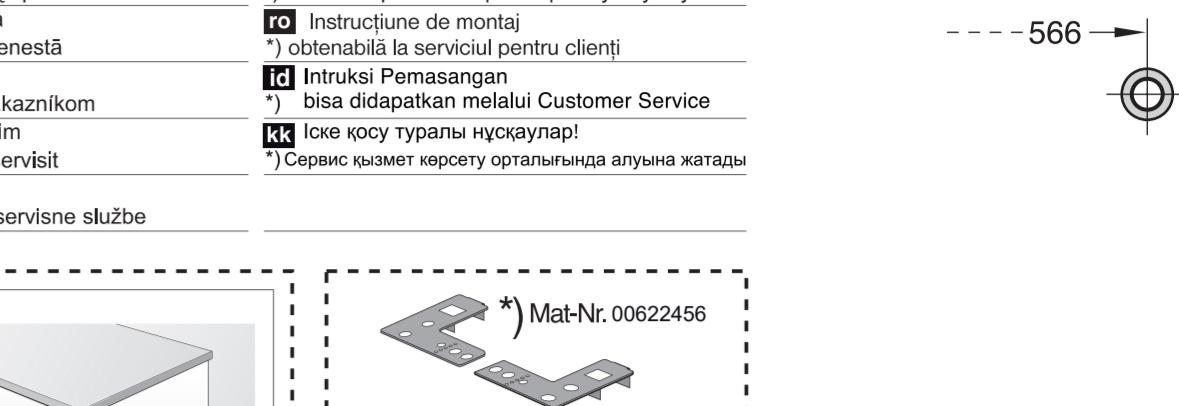 enestā
kazníkom
im
servisit
servisne službe
ro Instrucțiune de montaj
*) obtenabilă la serviciul pentru clienți
id Intruksi Pemasangan
*) bisa didapatkan melalui Customer Service
kk Іске қосу туралы нұсқаулар!
*) Сервис қызмет көрсету орталығында алуына жатады
566
*) Mat-Nr. 00622456